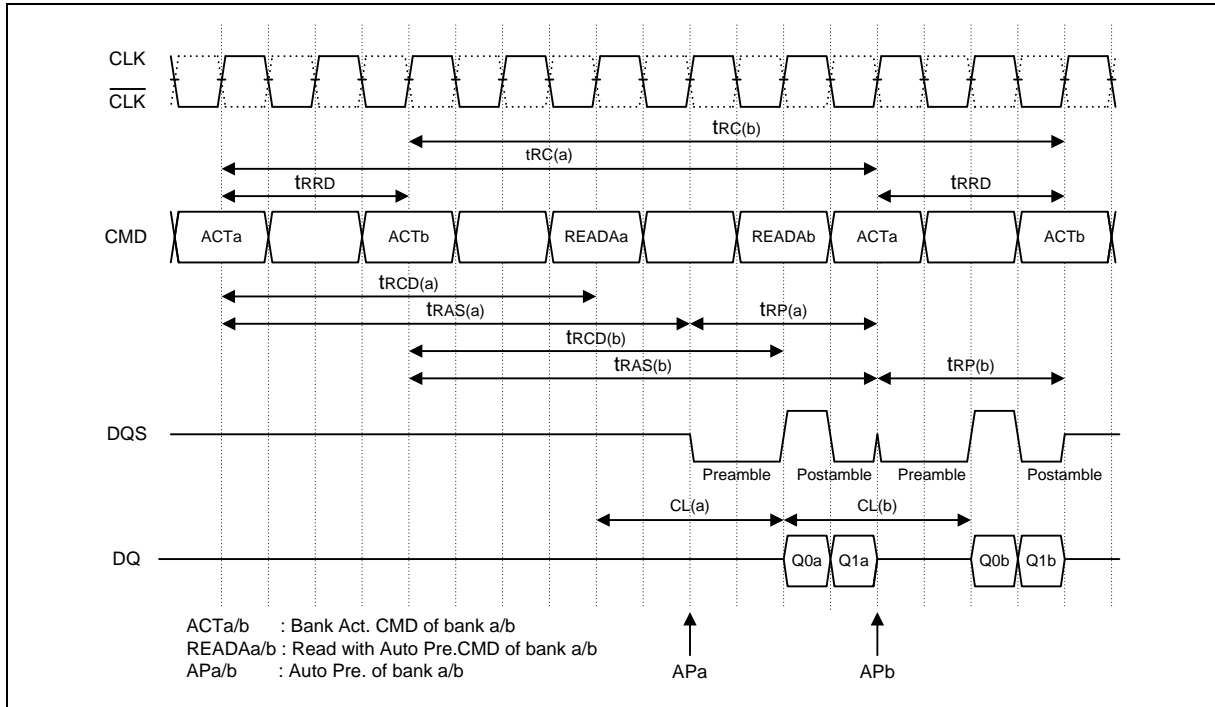 CLK
CLK
tRC(b)
tRC(a)
tRRD tRRD
CMD ACTa ACTb READAa READAb ACTa ACTb
tRCD(a)
tRAS(a) tRP(a)
tRCD(b)
tRAS(b) tRP(b)
DQS
Preamble Postamble Preamble Postamble
CL(a) CL(b)
DQ Q0a Q1a Q0b Q1b
ACTa/b : Bank Act. CMD of bank a/b
READAa/b : Read with Auto Pre.CMD of bank a/b
APa/b : Auto Pre. of bank a/b
APa APb